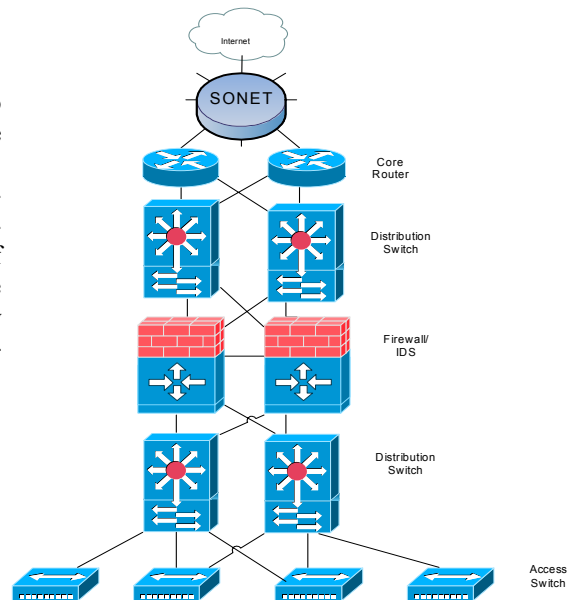 Internet
SONET
Core
Router
Distribution
Switch
Firewall/
IDS
Distribution
Switch
Access
Switch